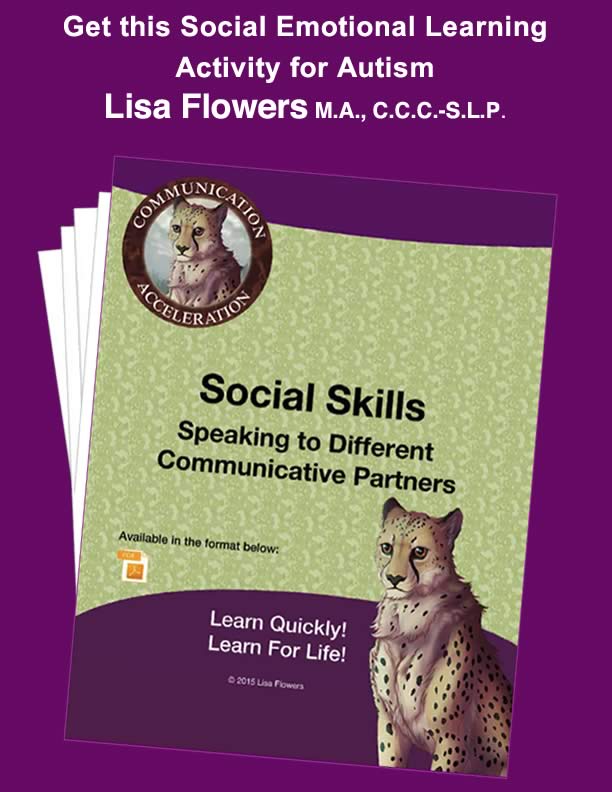 Get this Social Emotional Learning
Activity for Autism
Lisa Flowers M.A., C.C.C.-S.L.P.
COMMUNICATION
ACCELERATION
Social Skills
Speaking to Different
Communicative Partners
Available in the format below:
PDF
Learn Quickly!
Learn For Life!
© 2015 Lisa Flowers